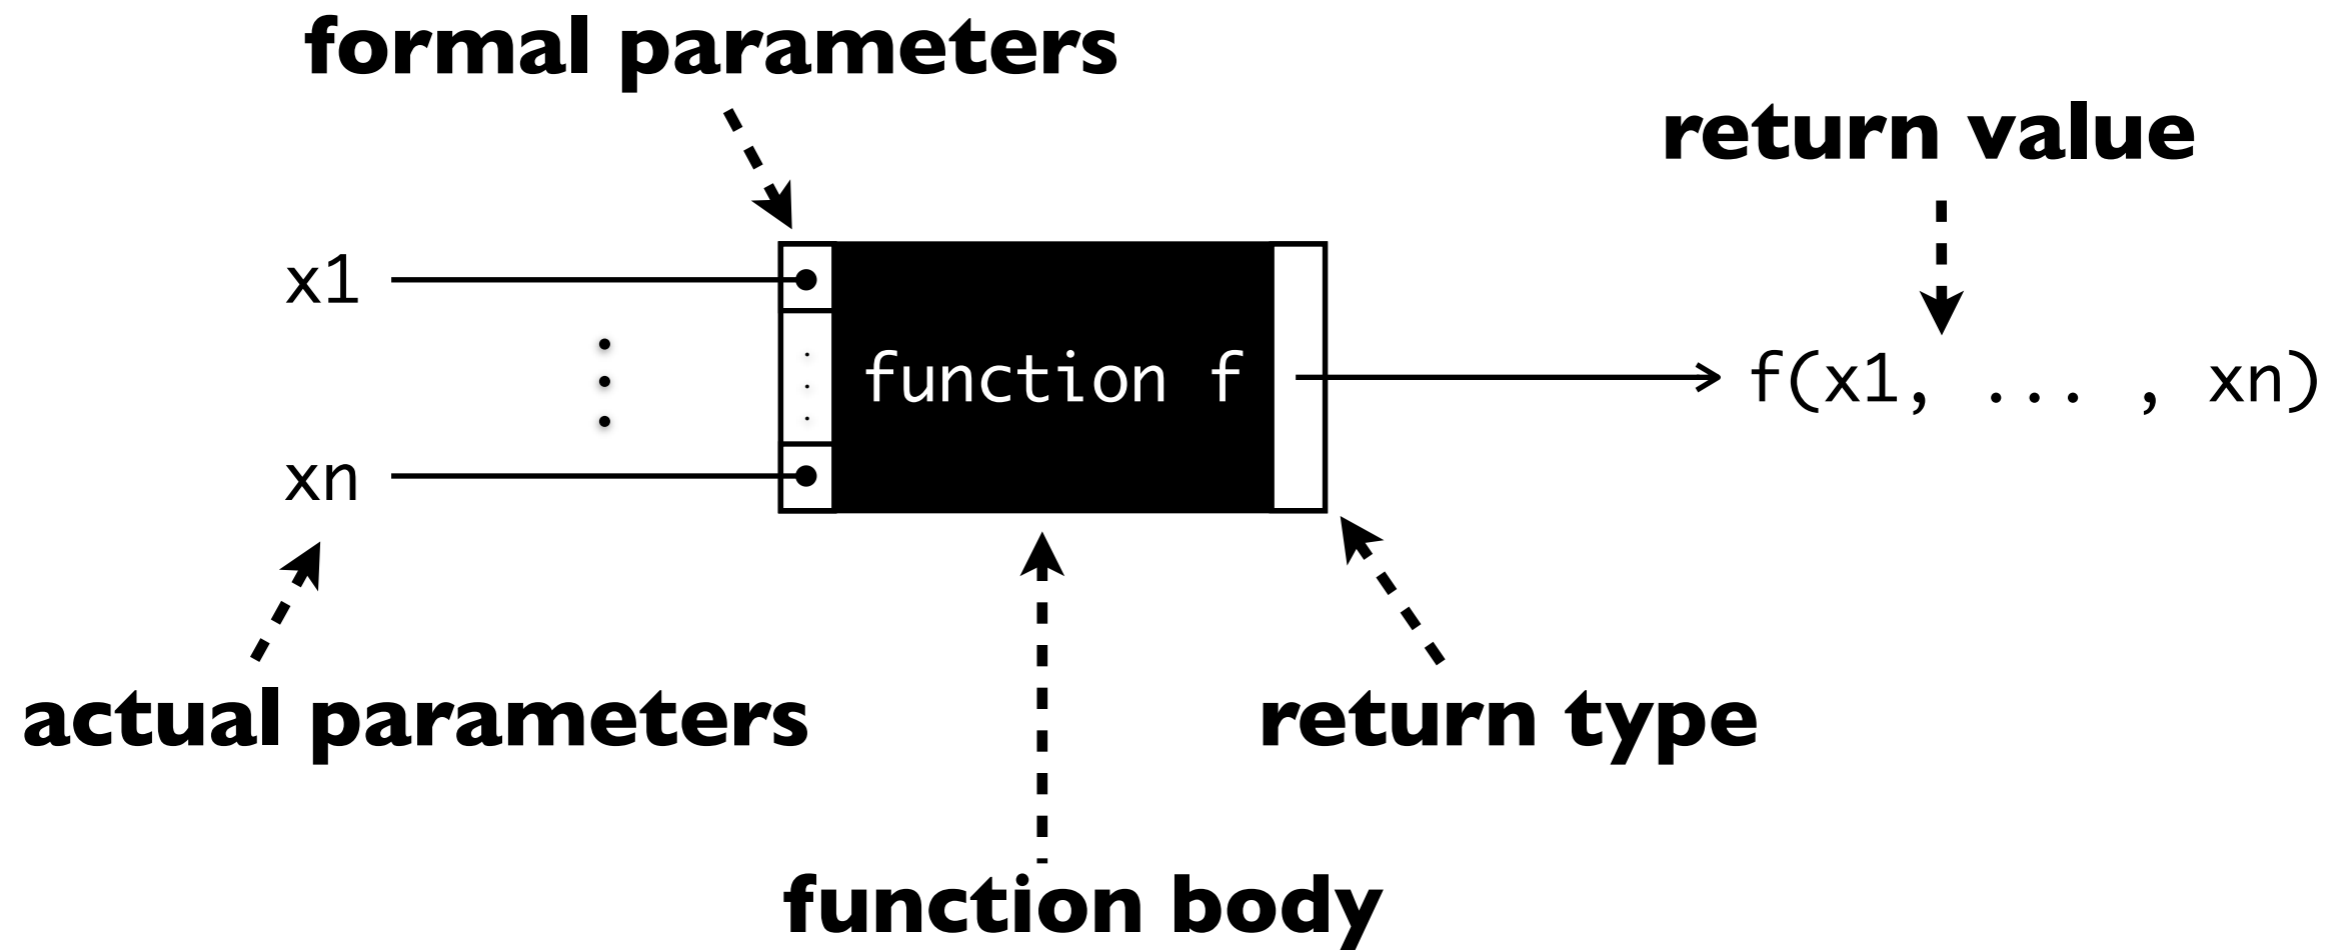 formal parameters
return value
x1
function f
f(x1, ... , xn)
xn
actual parameters
return type
function body